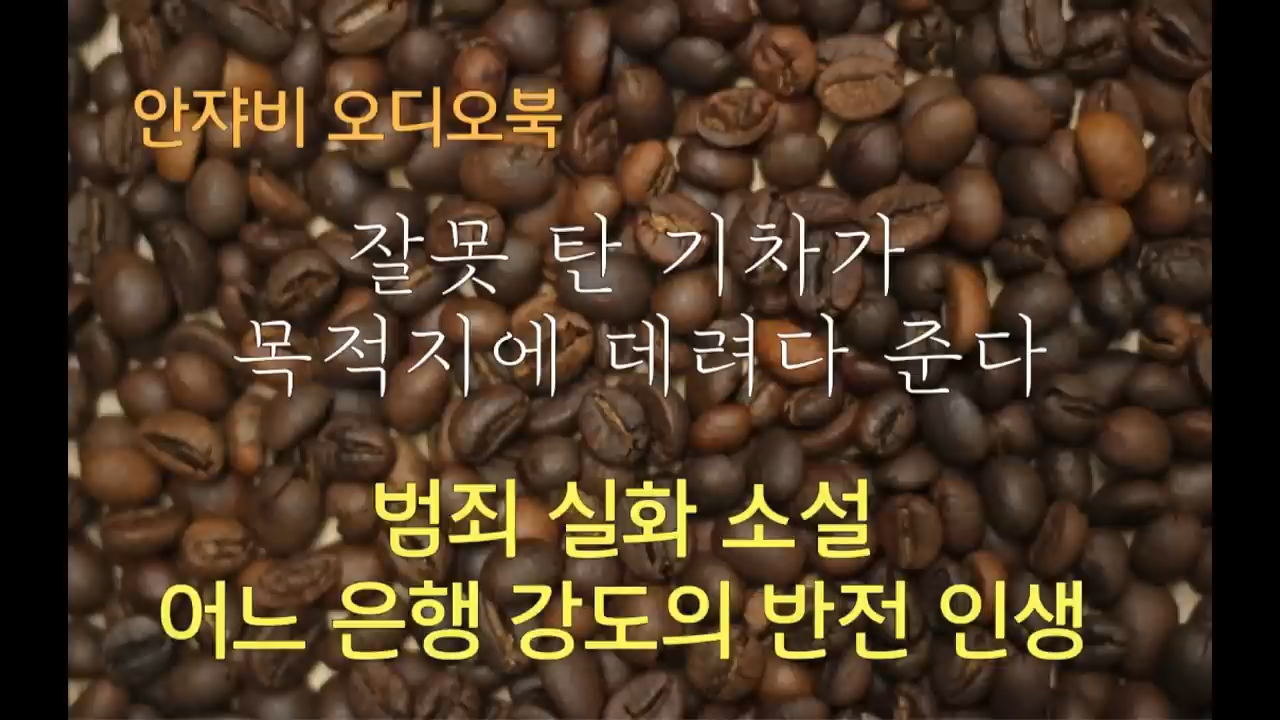 안쟈비 오디오북
잘못 탄 기차가
목적지에 데려다 준다
범죄 실화 소설
어느 은행 강도의 반전 인생